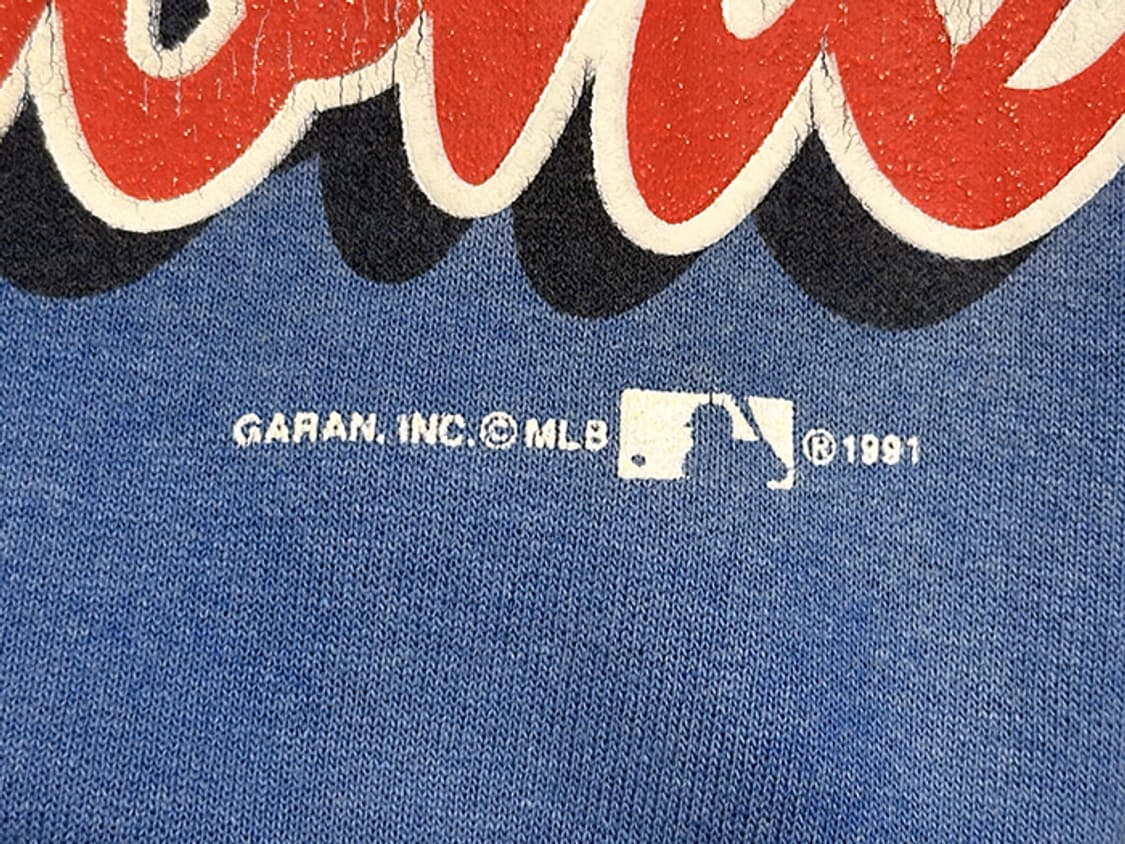 GARAN, INC. © MLB ® 1991